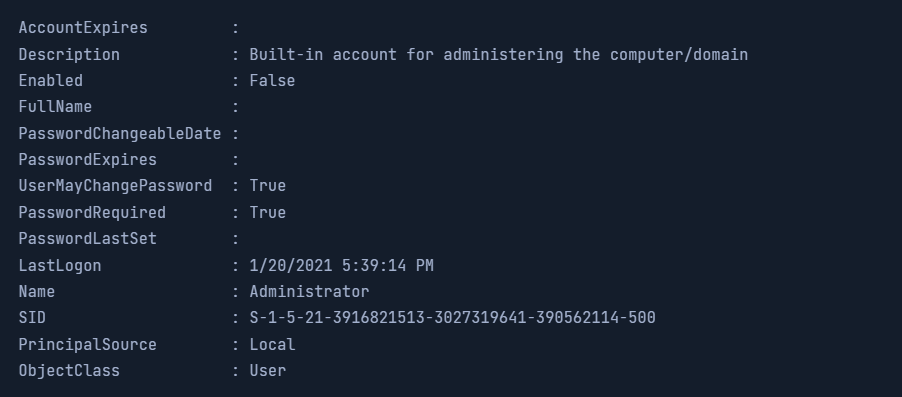 AccountExpires         :
Description            : Built-in account for administering the computer/domain
Enabled                : False
FullName               :
PasswordChangeableDate :
PasswordExpires        :
UserMayChangePassword  : True
PasswordRequired       : True
PasswordLastSet        :
LastLogon              : 1/20/2021 5:39:14 PM
Name                   : Administrator
SID                    : S-1-5-21-3916821513-3027319641-390562114-500
PrincipalSource        : Local
ObjectClass            : User